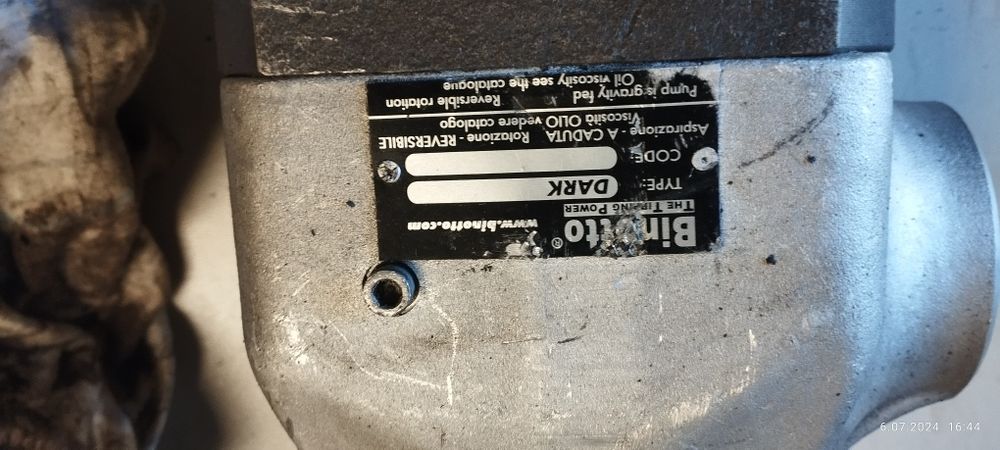 Binotto® www.binotto.com
THE TIPPING POWER
TYPE: DARK
CODE:
Aspirazione - A CADUTA Rotazione - REVERSIBILE
Viscosità OLIO vedere catalogo
Pump is gravity fed Reversible rotation
Oil viscosity see the catalogue
6.07.2024 16:44